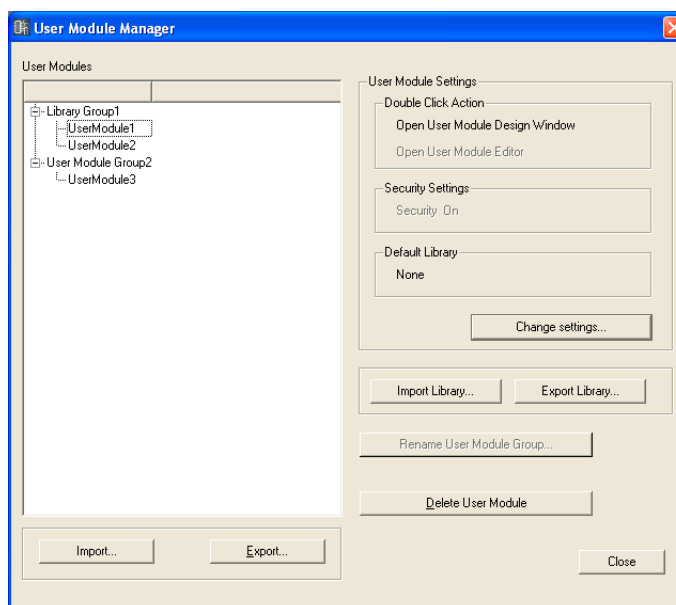 User Module Manager
User Modules
Library Group1
UserModule1
UserModule2
User Module Group2
UserModule3
Import...
Export...
User Module Settings
Double Click Action
Open User Module Design Window
Open User Module Editor
Security Settings
Security On
Default Library
None
Change settings...
Import Library...
Export Library...
Rename User Module Group...
Delete User Module
Close